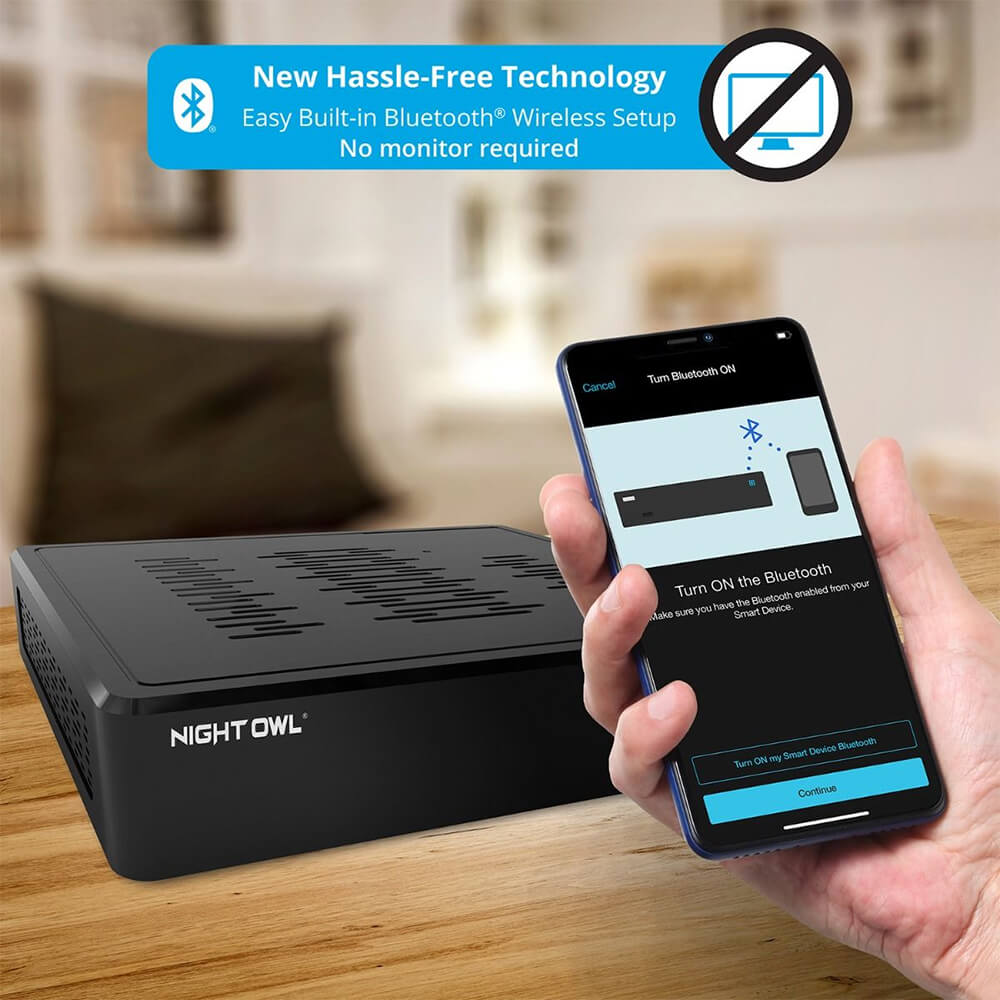 New Hassle-Free Technology
Easy Built-in Bluetooth® Wireless Setup
No monitor required
Cancel
Turn Bluetooth ON
Turn ON the Bluetooth
Make sure you have the Bluetooth enabled from your
Smart Device.
Turn ON my Smart Device Bluetooth
Continue
NIGHT OWL®